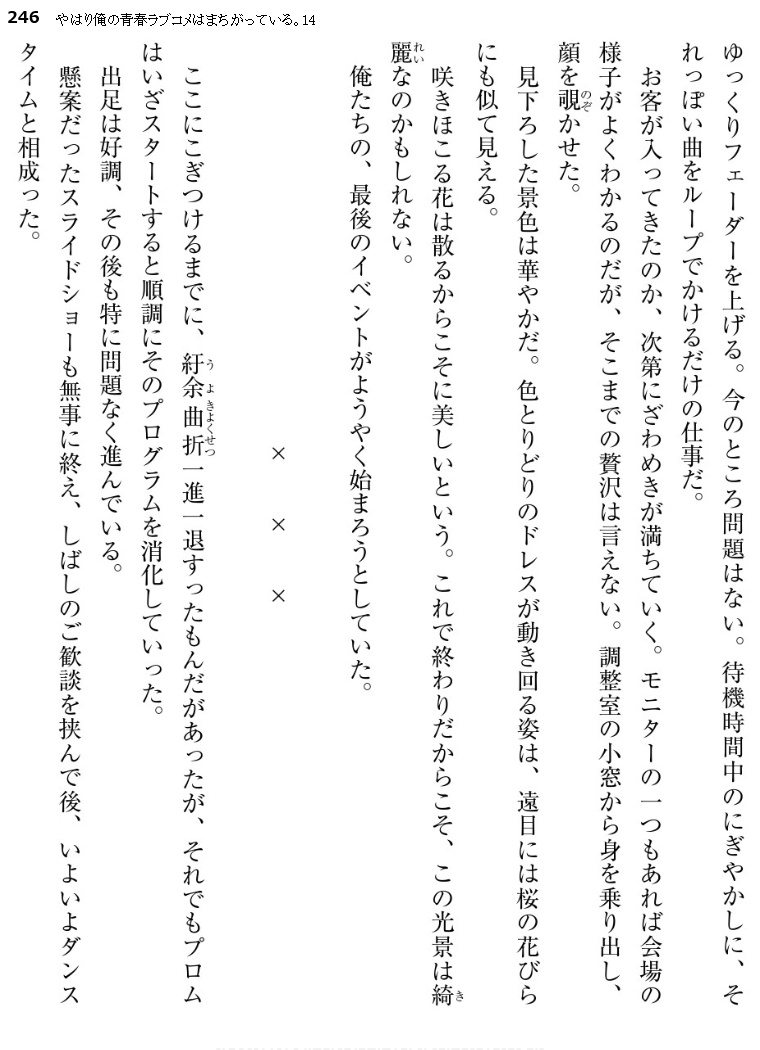 246 やはり俺の青春ラブコメはまちがっている。14
ゆっくりフェーダーを上げる。今のところ問題はない。待機時間中のにぎやかしに、そ
れっぽい曲をループでかけるだけの仕事だ。
お客が入ってきたのか、次第にざわめきが満ちていく。モニターの一つもあれば会場の
様子がよくわかるのだが、そこまでの贅沢は言えない。調整室の小窓から身を乗り出し、
顔を覗かせた。
のぞ
見下ろした景色は華やかだ。色とりどりのドレスが動き回る姿は、遠目には桜の花びら
にも似て見える。
咲きほこる花は散るからこそに美しいという。これで終わりだからこそ、この光景は綺
き
麗なのかもしれない。
れい
俺たちの、最後のイベントがようやく始まろうとしていた。
× × ×
ここにこぎつけるまでに、紆余曲折一進一退すったもんだがあったが、それでもプロム
うよきよくせつ
はいざスタートすると順調にそのプログラムを消化していった。
出足は好調、その後も特に問題なく進んでいる。
懸案だったスライドショーも無事に終え、しばしのご歓談を挟んで後、いよいよダンス
タイムと相成った。